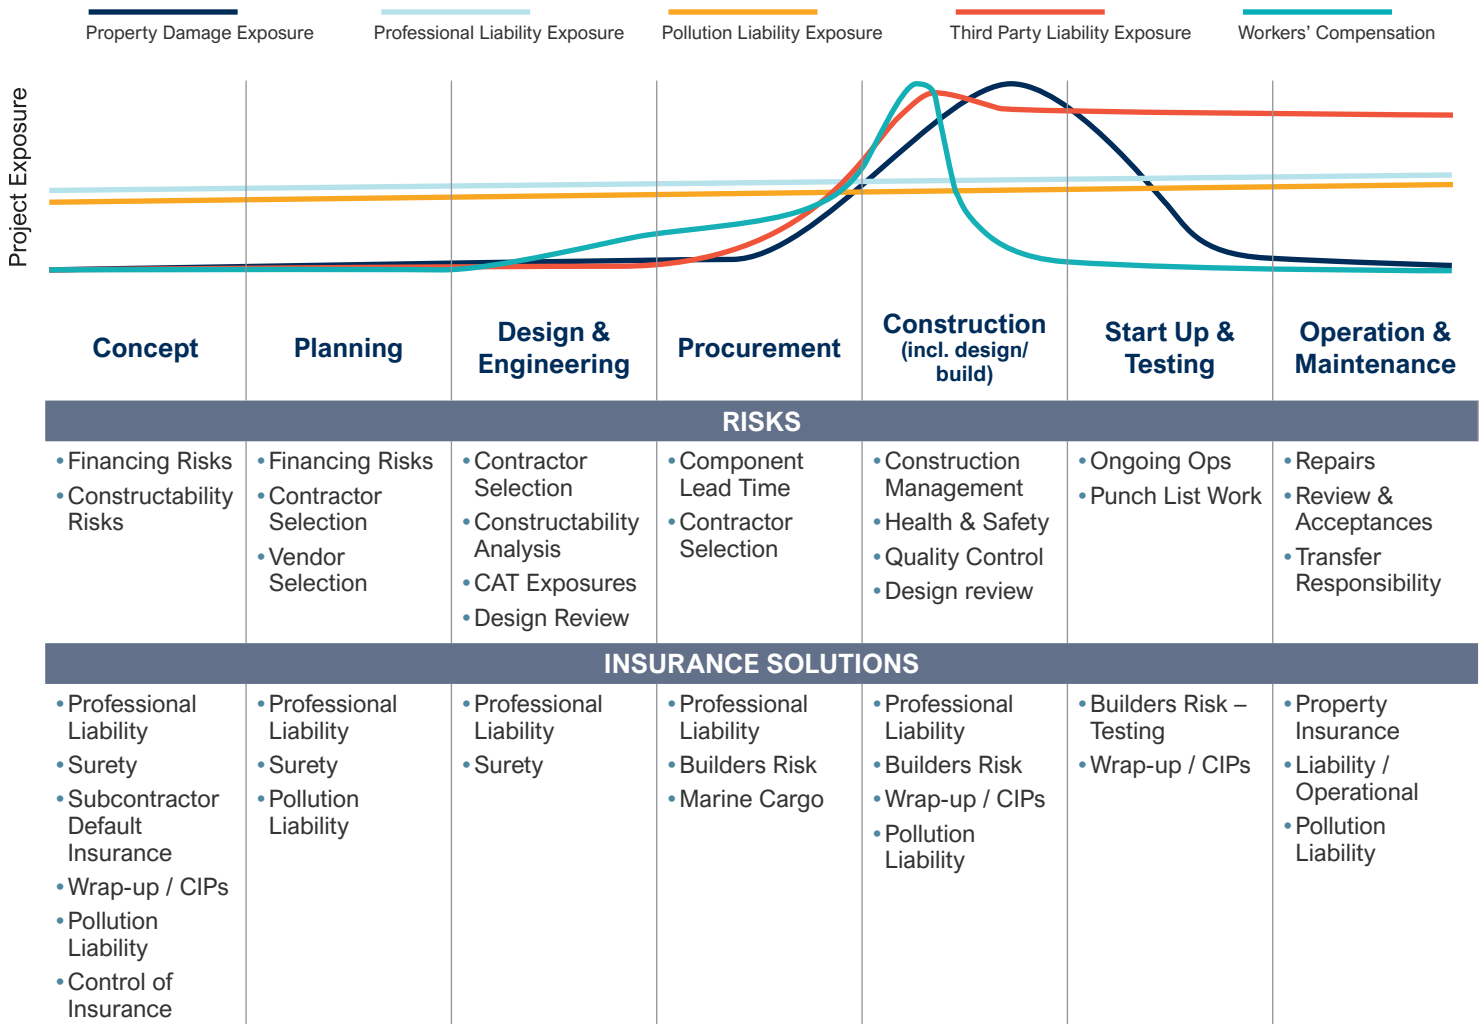 Property Damage Exposure
Professional Liability Exposure
Pollution Liability Exposure
Third Party Liability Exposure
Workers' Compensation
Project Exposure
Concept
Planning
Design &
Engineering
Procurement
Construction
(incl. design/
build)
Start Up &
Testing
Operation &
Maintenance
RISKS
•Financing Risks
•Constructability
Risks
•Financing Risks
•Contractor
Selection
•Vendor
Selection
•Contractor
Selection
•Constructability
Analysis
•CAT Exposures
•Design Review
•Component
Lead Time
•Contractor
Selection
•Construction
Management
•Health & Safety
•Quality Control
•Design review
•Ongoing Ops
•Punch List Work
•Repairs
•Review &
Acceptances
•Transfer
Responsibility
INSURANCE SOLUTIONS
•Professional
Liability
•Surety
•Subcontractor
Default
Insurance
•Wrap-up / CIPs
•Pollution
Liability
•Control of
Insurance
•Professional
Liability
•Surety
•Pollution
Liability
•Professional
Liability
•Surety
•Professional
Liability
•Builders Risk
•Marine Cargo
•Professional
Liability
•Builders Risk
•Wrap-up / CIPs
•Pollution
Liability
•Builders Risk –
Testing
•Wrap-up / CIPs
•Property
Insurance
•Liability /
Operational
•Pollution
Liability